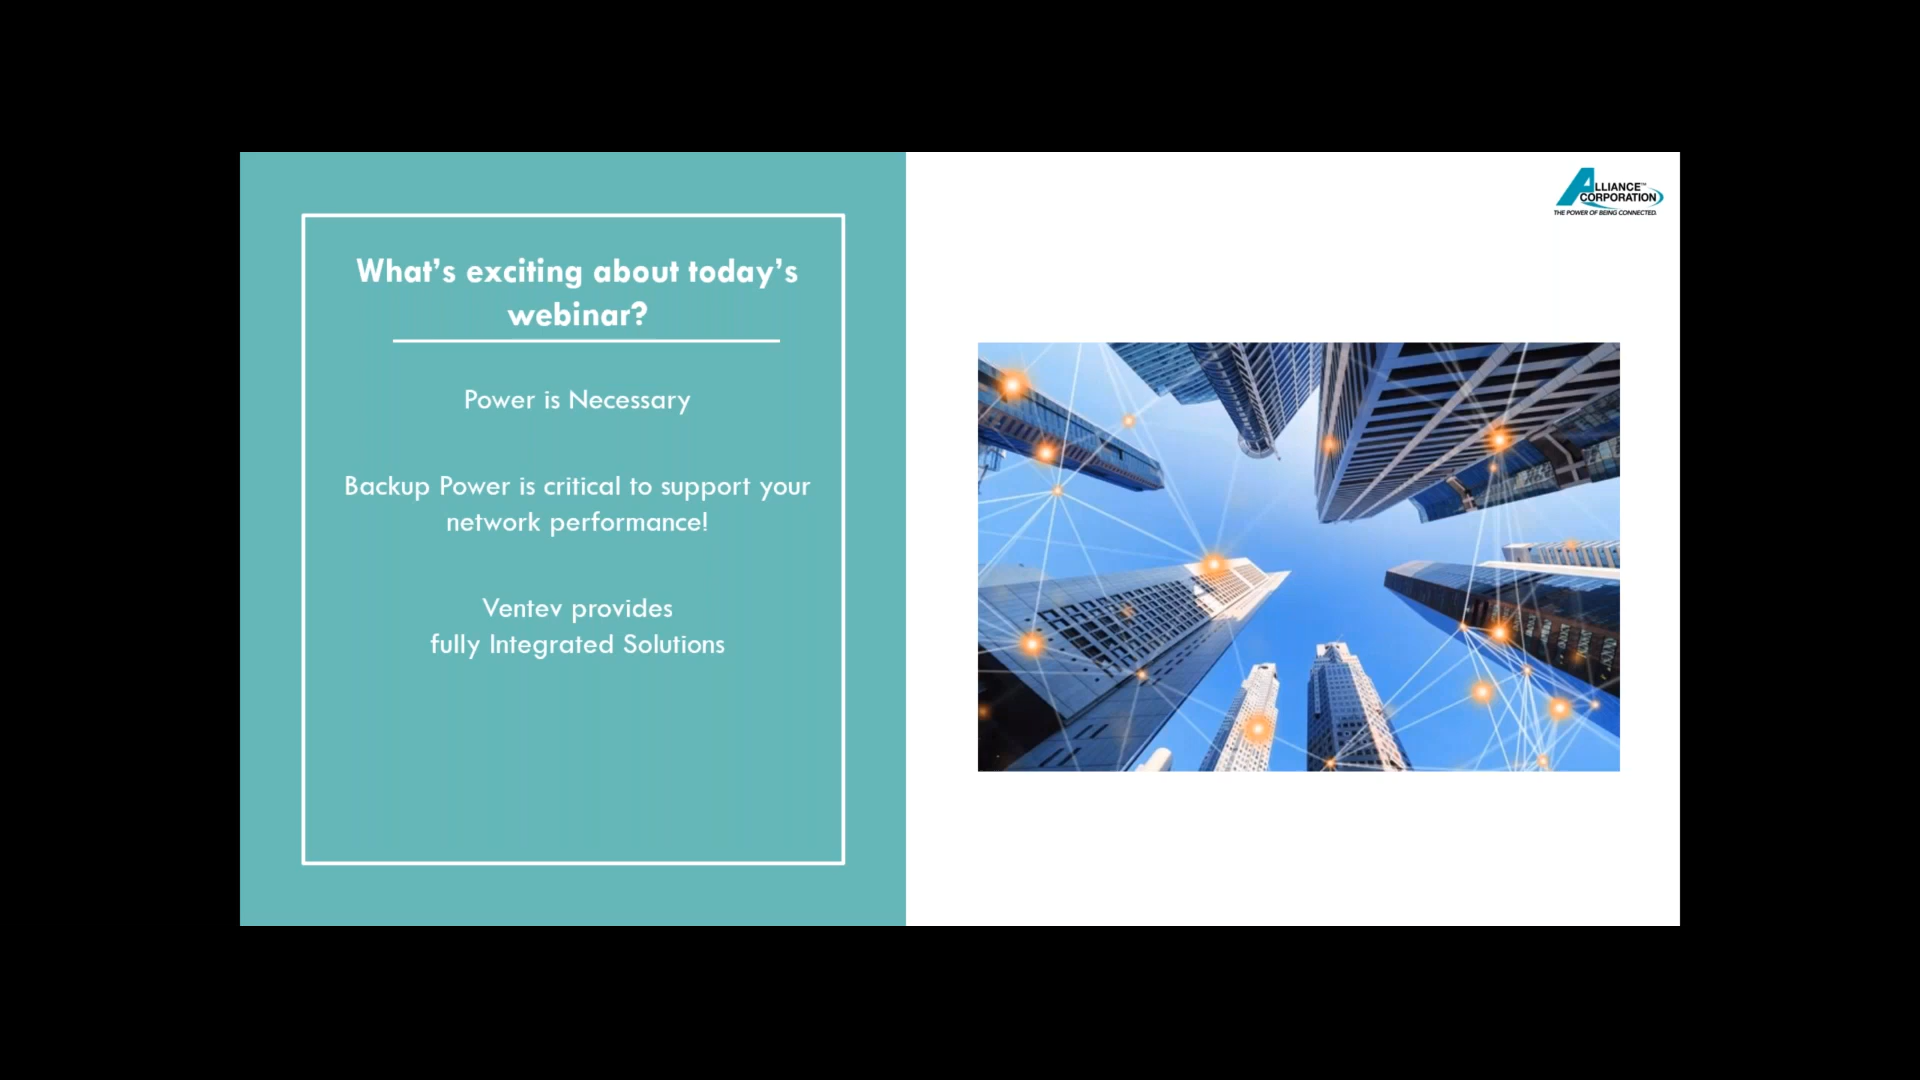 What's exciting about today's
webinar?
Power is Necessary
Backup Power is critical to support your
network performance!
Ventev provides
fully Integrated Solutions
ALLIANCE™
CORPORATION
THE POWER OF BEING CONNECTED.